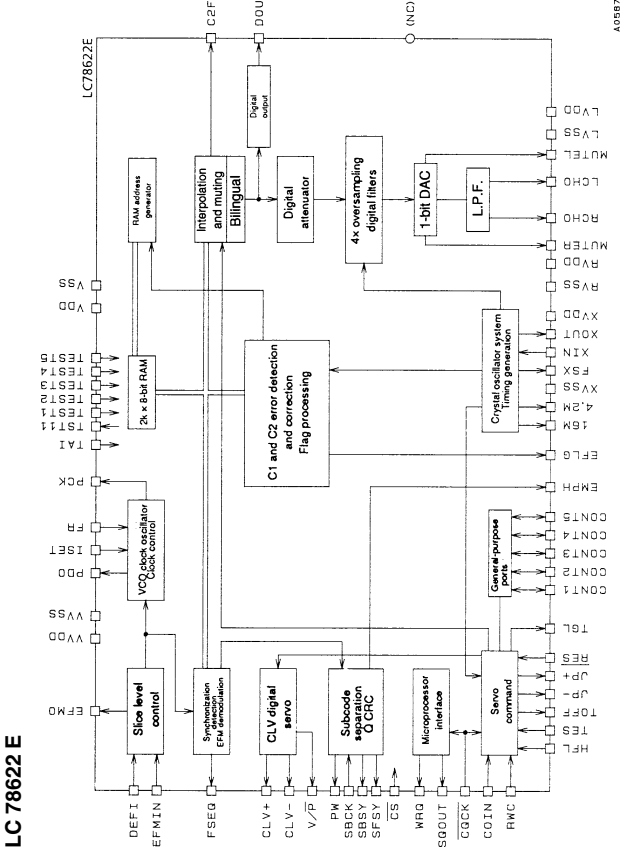 LC 78622 E
LC78622E
A0587
DEFI
EFMIN
FSEQ
CLV+
CLV-
V/P
PW
SBCK
SBSY
SFSY
CS
WRQ
SQOUT
CQCK
COIN
RWC
EFMO
VVDD
VVSS
PDO
ISET
FR
PCK
TAI
TST11
TEST1
TEST2
TEST3
TEST4
TEST5
VDD
VSS
C2F
DOU
(NC)
Slice level
control
VCO clock oscillator
Clock control
2k × 8-bit RAM
RAM address
generator
Synchronization
detection
EFM demodulation
Interpolation
and muting
Bilingual
Digital
output
CLV digital
servo
C1 and C2 error detection
and correction
Flag processing
Digital
attenuator
Subcode
separation
Q CRC
4× oversampling
digital filters
Microprocessor
interlace
1-bit DAC
L.P.F.
Servo
command
General-purpose
ports
Crystal oscillator system
Timing generation
HFL
TES
TOFF
JP-
JP+
RES
TGL
CONT1
CONT2
CONT3
CONT4
CONT5
EMPH
EFLG
16M
4.2M
XVSS
FSX
XIN
XOUT
XVDD
RVSS
RVDD
MUTER
RCHO
LCHO
MUTEL
LVSS
LVDD